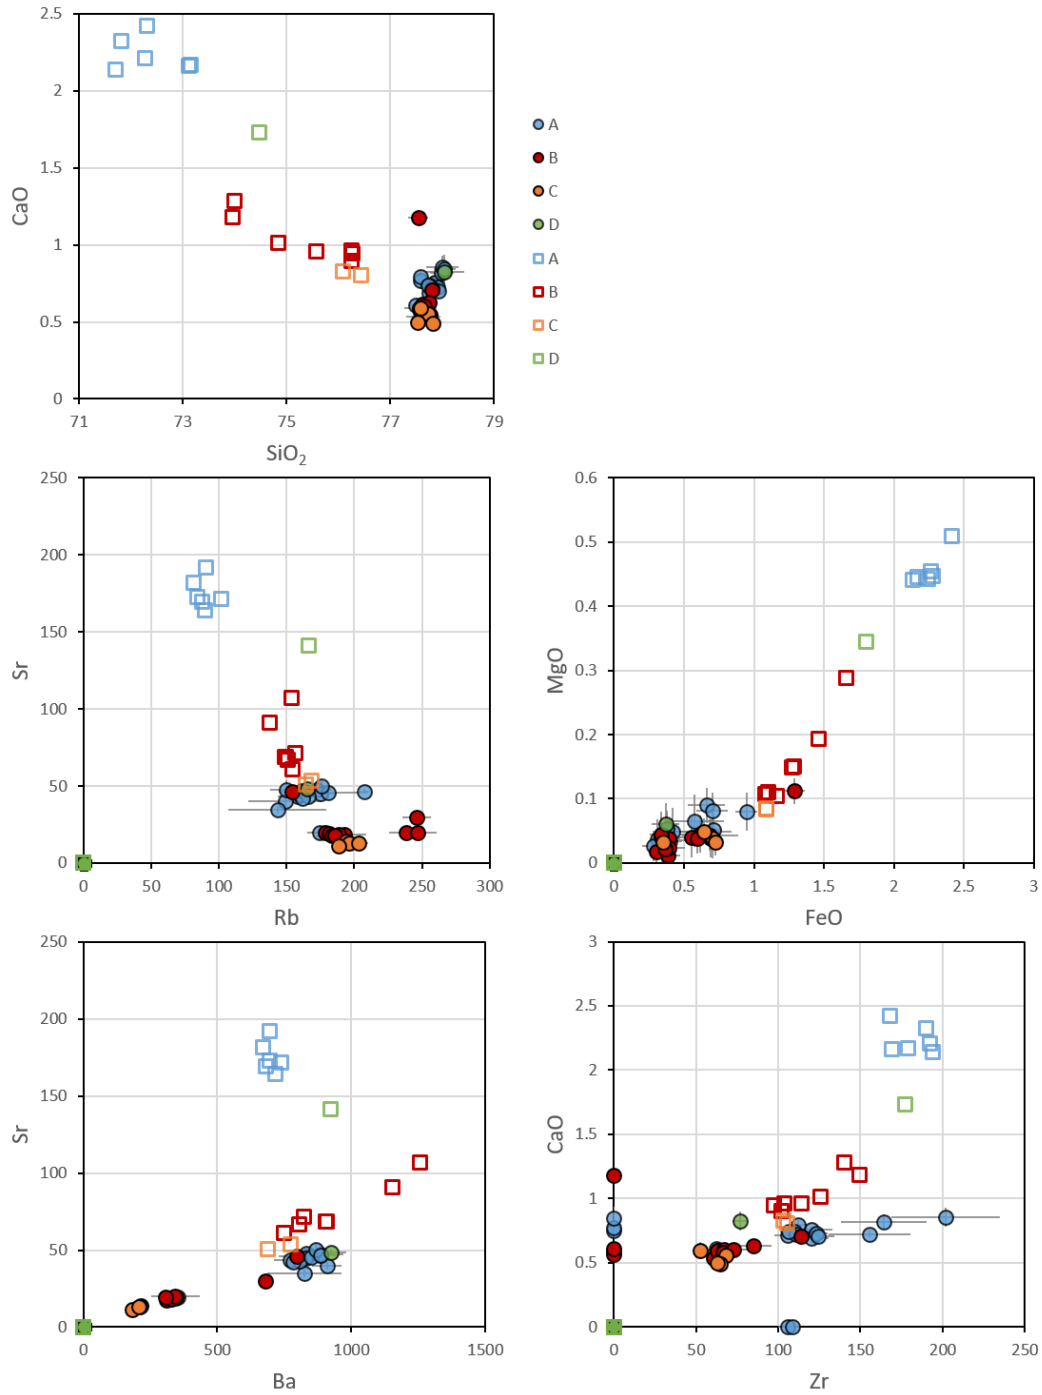 2.5
2
1.5
1
0.5
0
CaO
71 73 75 77 79
SiO₂
A
B
C
D
A
B
C
D
250
200
150
100
50
0
Sr
0 50 100 150 200 250 300
Rb
0.6
0.5
0.4
0.3
0.2
0.1
0
MgO
0 0.5 1 1.5 2 2.5 3
FeO
250
200
150
100
50
0
Sr
0 500 1000 1500
Ba
3
2.5
2
1.5
1
0.5
0
CaO
0 50 100 150 200 250
Zr